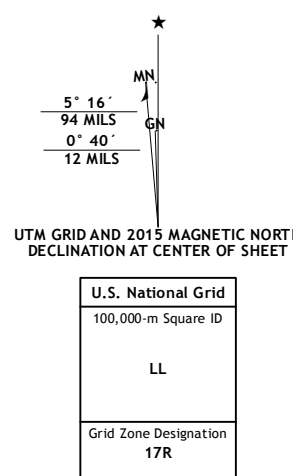 ★
MN.
5° 16´
94 MILS
GN
0° 40´
12 MILS
UTM GRID AND 2015 MAGNETIC NORTH
DECLINATION AT CENTER OF SHEET
U.S. National Grid
100,000-m Square ID
LL
Grid Zone Designation
17R